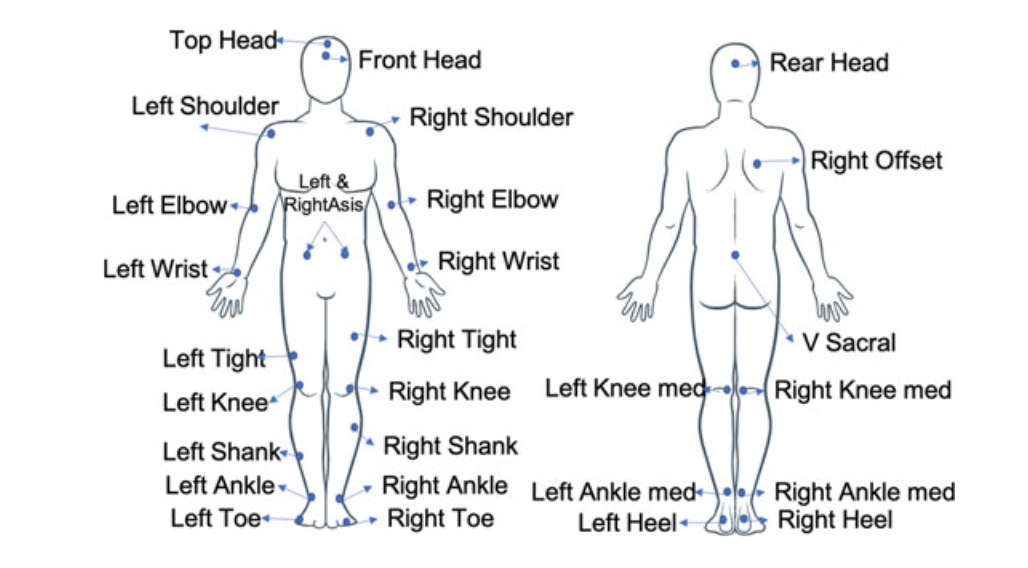 Top Head
Front Head
Left Shoulder
Right Shoulder
Left &
RightAsis
Left Elbow
Right Elbow
Left Wrist
Right Wrist
Left Tight
Right Tight
Left Knee
Right Knee
Left Shank
Right Shank
Left Ankle
Right Ankle
Left Toe
Right Toe
Rear Head
Right Offset
V Sacral
Left Knee med
Right Knee med
Left Ankle med
Right Ankle med
Left Heel
Right Heel